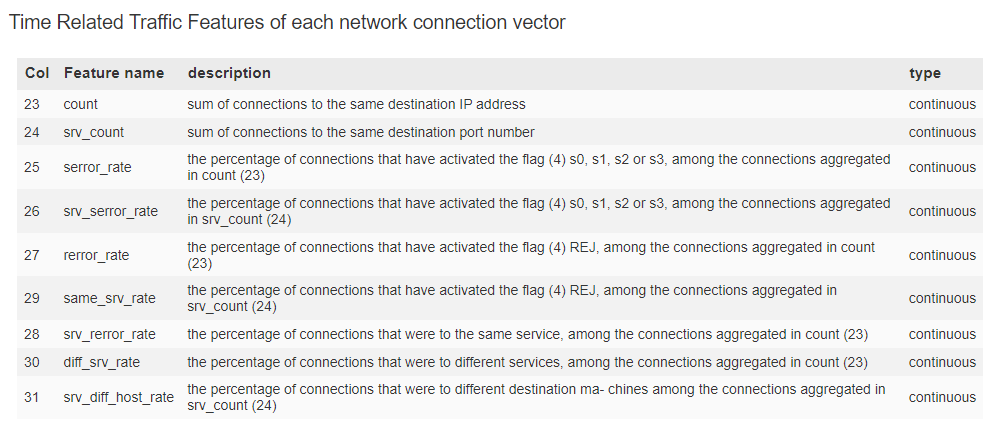 Time Related Traffic Features of each network connection vector
Col Feature name description type
23 count sum of connections to the same destination IP address continuous
24 srv_count sum of connections to the same destination port number continuous
25 serror_rate the percentage of connections that have activated the flag (4) s0, s1, s2 or s3, among the connections aggregated continuous
in count (23)
26 srv_serror_rate the percentage of connections that have activated the flag (4) s0, s1, s2 or s3, among the connections aggregated continuous
in srv_count (24)
27 rerror_rate the percentage of connections that have activated the flag (4) REJ, among the connections aggregated in count continuous
(23)
29 same_srv_rate the percentage of connections that have activated the flag (4) REJ, among the connections aggregated in continuous
srv_count (24)
28 srv_rerror_rate the percentage of connections that were to the same service, among the connections aggregated in count (23) continuous
30 diff_srv_rate the percentage of connections that were to different services, among the connections aggregated in count (23) continuous
31 srv_diff_host_rate the percentage of connections that were to different destination ma- chines among the connections aggregated in continuous
srv_count (24)